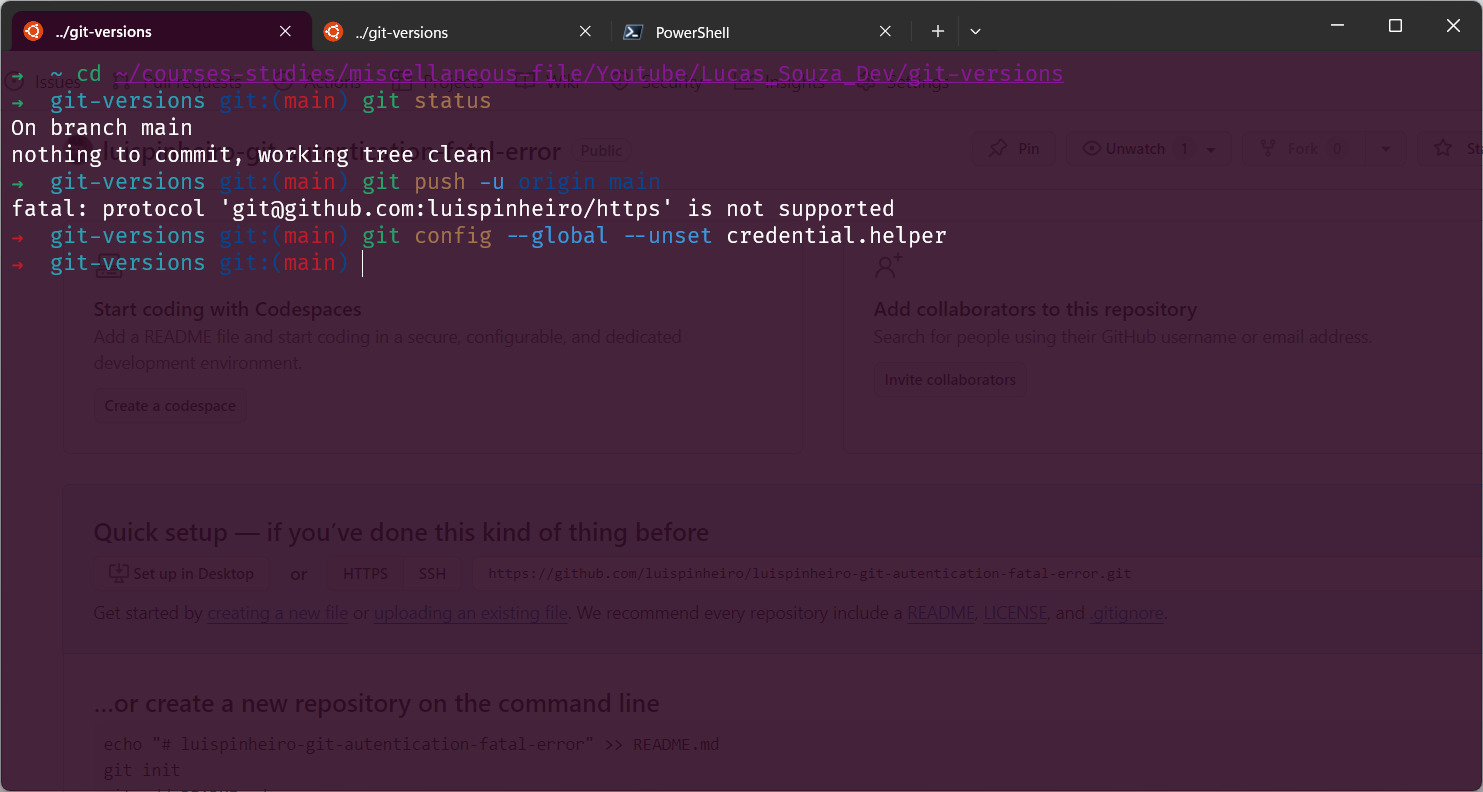 ../git-versions
../git-versions
PowerShell
→ ~ cd ~/courses-studies/miscellaneous-file/Youtube/Lucas_Souza_Dev/git-versions
Issues Pull requests Actions Projects Wiki Security Insights Settings
→ git-versions git:(main) git status
On branch main
luispinheiro-git-autentication-fatal-error Public
Pin Unwatch 1 Fork 0
nothing to commit, working tree clean
→ git-versions git:(main) git push -u origin main
fatal: protocol 'git@github.com:luispinheiro/https' is not supported
→ git-versions git:(main) git config --global --unset credential.helper
→ git-versions git:(main)
Start coding with Codespaces
Add a README file and start coding in a secure, configurable, and dedicated
development environment.
Create a codespace
Add collaborators to this repository
Search for people using their GitHub username or email address.
Invite collaborators
Quick setup — if you’ve done this kind of thing before
Set up in Desktop or HTTPS SSH https://github.com/luispinheiro/luispinheiro-git-autentication-fatal-error.git
Get started by creating a new file or uploading an existing file. We recommend every repository include a README, LICENSE, and .gitignore.
…or create a new repository on the command line
echo "# luispinheiro-git-autentication-fatal-error" >> README.md
git init